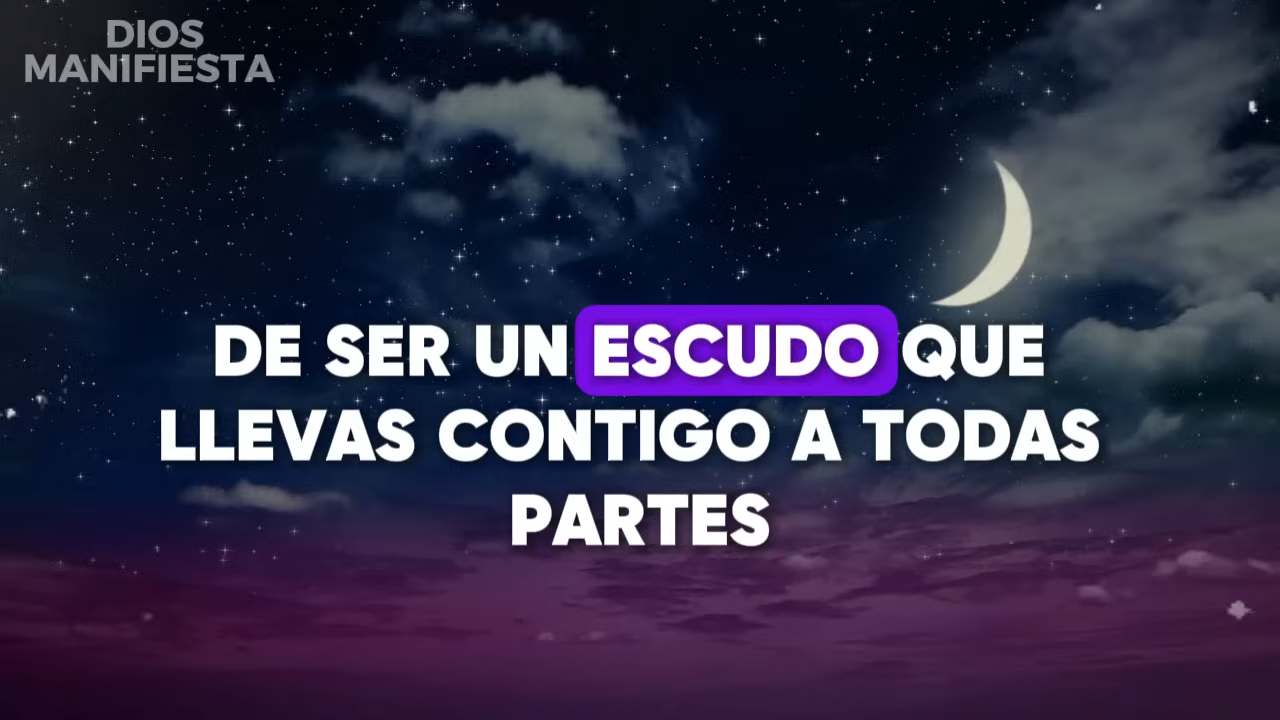 DIOS
MANIFIESTA
DE SER UN ESCUDO QUE
LLEVAS CONTIGO A TODAS
PARTES